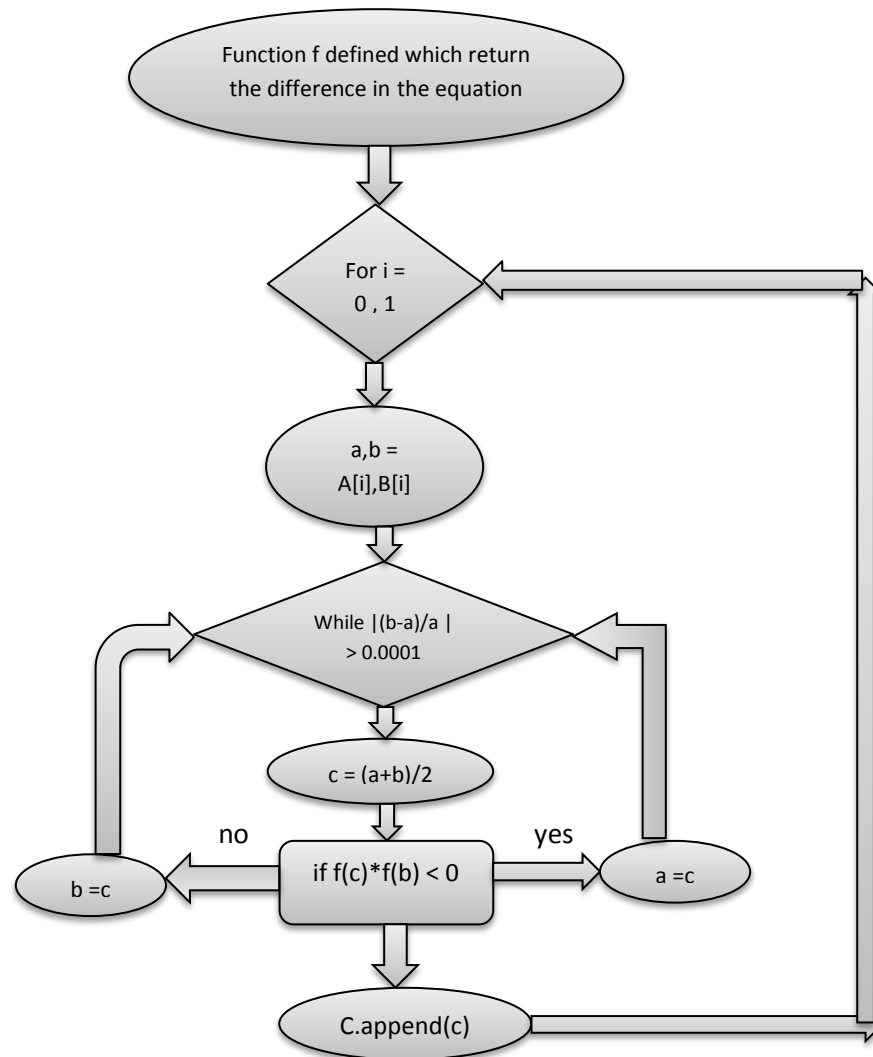 Function f defined which return
the difference in the equation
For i =
0 , 1
a,b =
A[i],B[i]
While |(b-a)/a |
> 0.0001
c = (a+b)/2
no
yes
if f(c)*f(b) < 0
b =c
a =c
C.append(c)